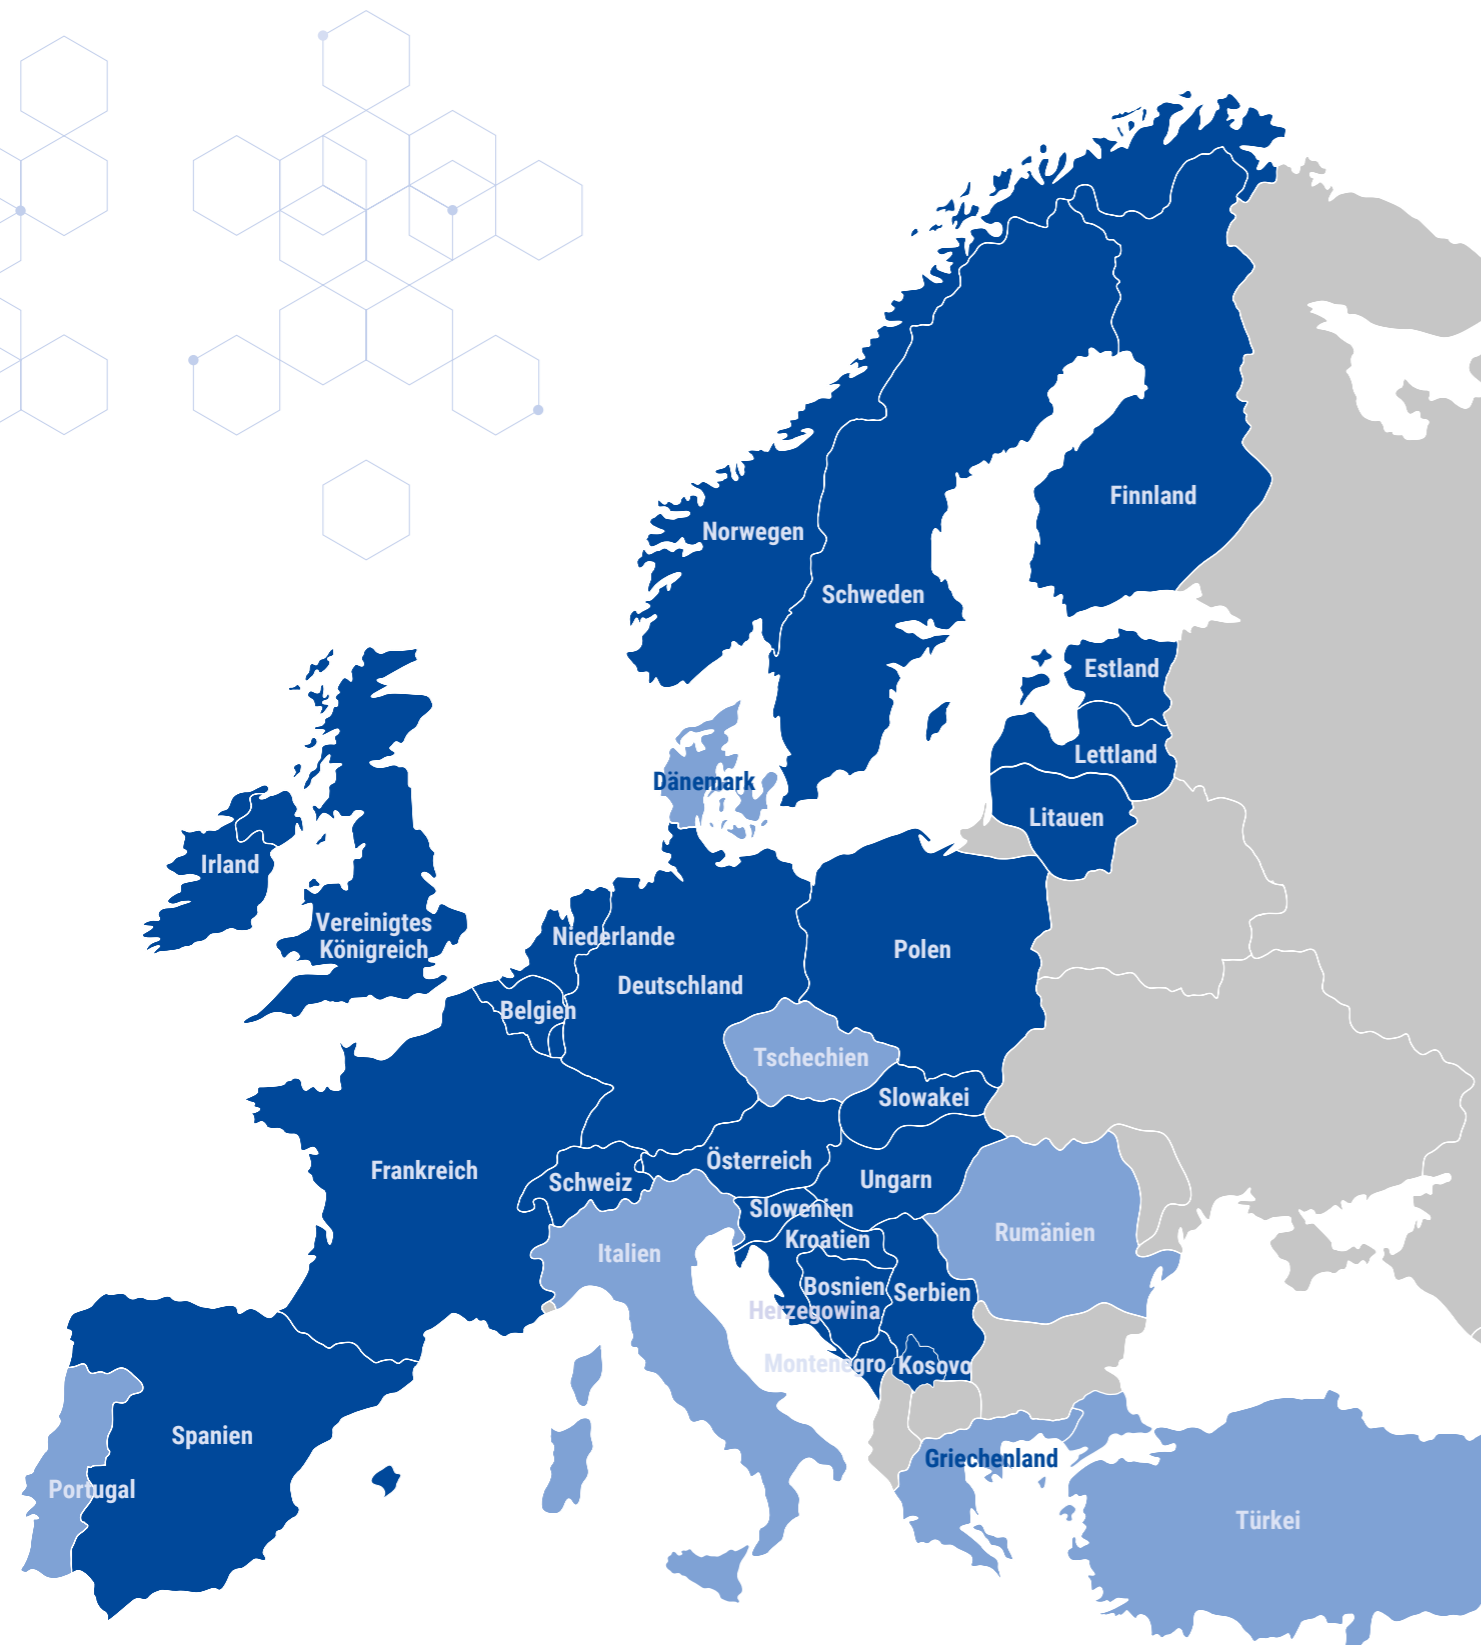 Finnland
Norwegen
Schweden
Estland
Lettland
Dänemark
Litauen
Irland
Vereinigtes
Königreich
Niederlande
Polen
Deutschland
Belgien
Tschechien
Slowakei
Österreich
Frankreich
Ungarn
Schweiz
Slowenien
Rumänien
Kroatien
Italien
Bosnien
Herzegowina
Serbien
Montenegro
Kosovo
Spanien
Griechenland
Portugal
Türkei